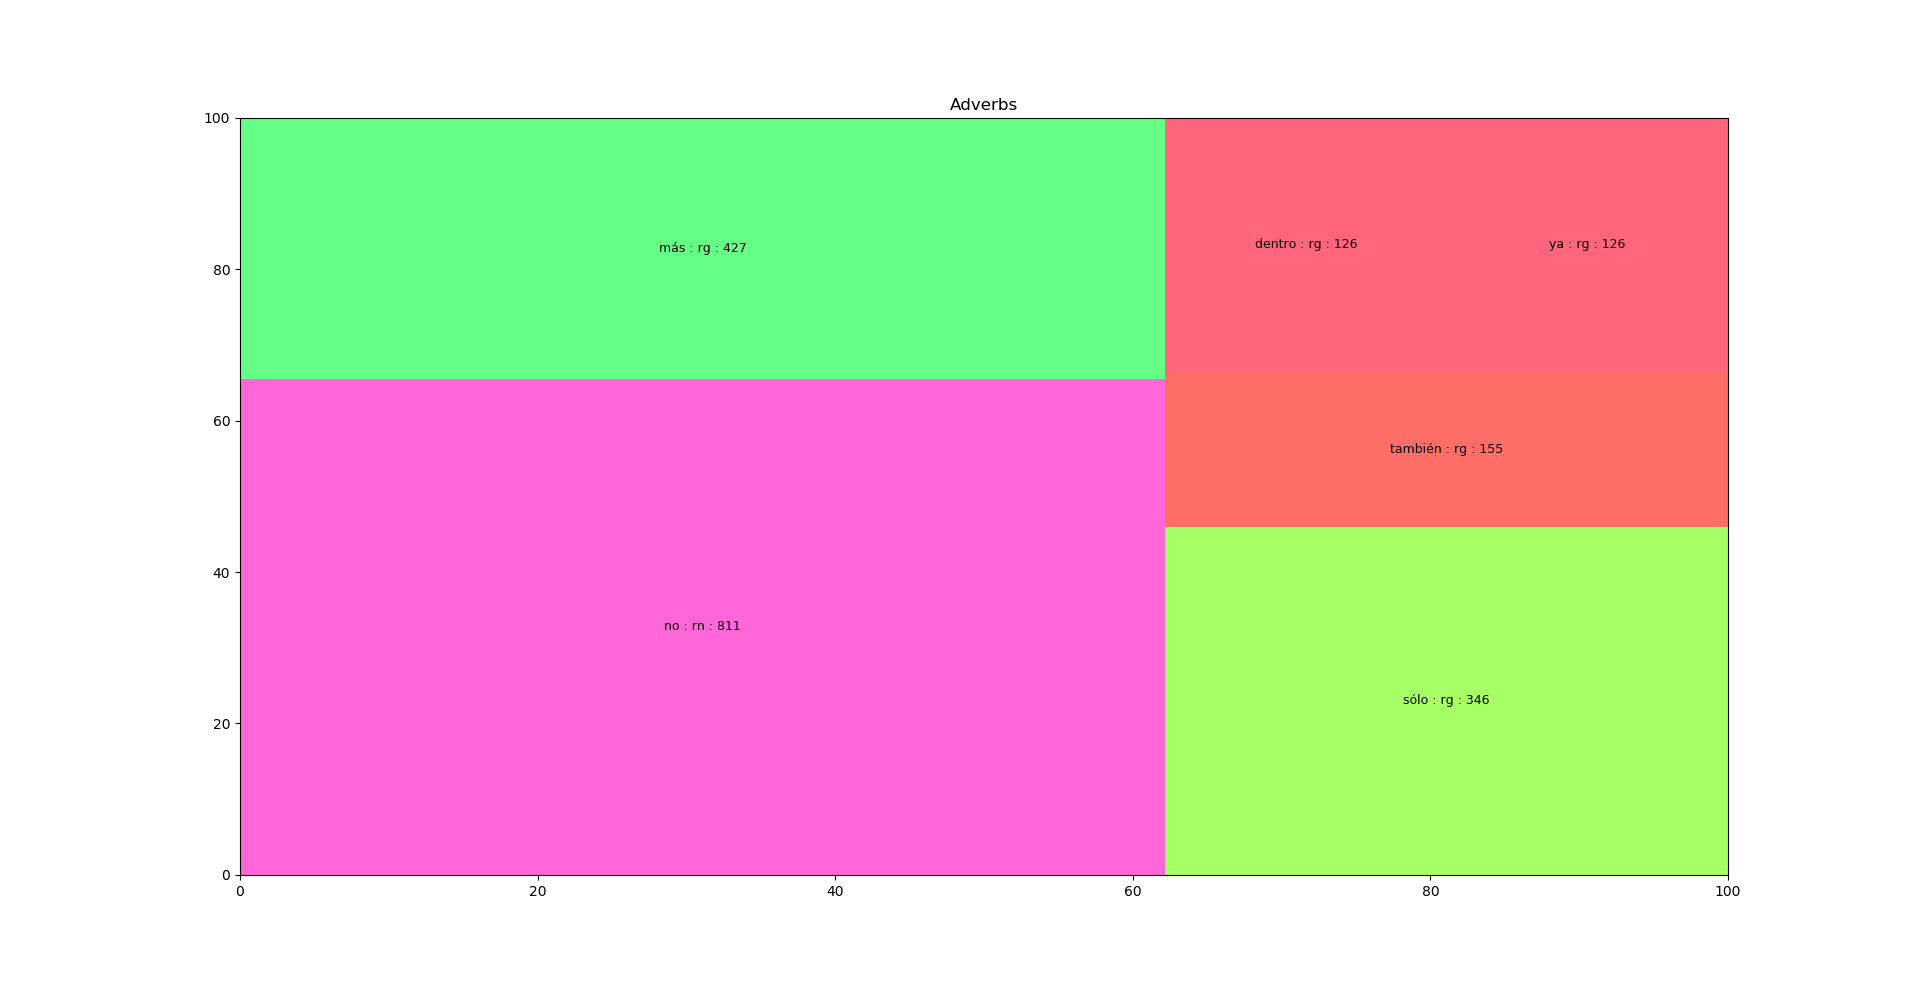 Adverbs
100
80
60
40
20
0
más : rg : 427
dentro : rg : 126
ya : rg : 126
también : rg : 155
no : rn : 811
sólo : rg : 346
0 20 40 60 80 100